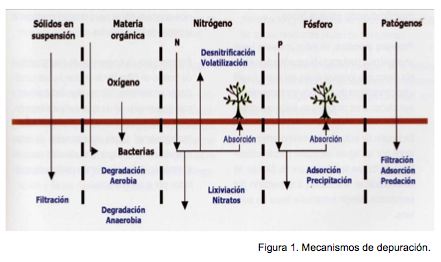 Sólidos en
suspensión
Filtración
Materia
orgánica
Oxígeno
Bacterias
Degradación
Aerobia
Degradación
Anaerobia
Nitrógeno
N
Desnitrificación
Volatilización
Absorción
Lixiviación
Nitratos
Fósforo
P
Absorción
Adsorción
Precipitación
Patógenos
Filtración
Adsorción
Predación
Figura 1. Mecanismos de depuración.